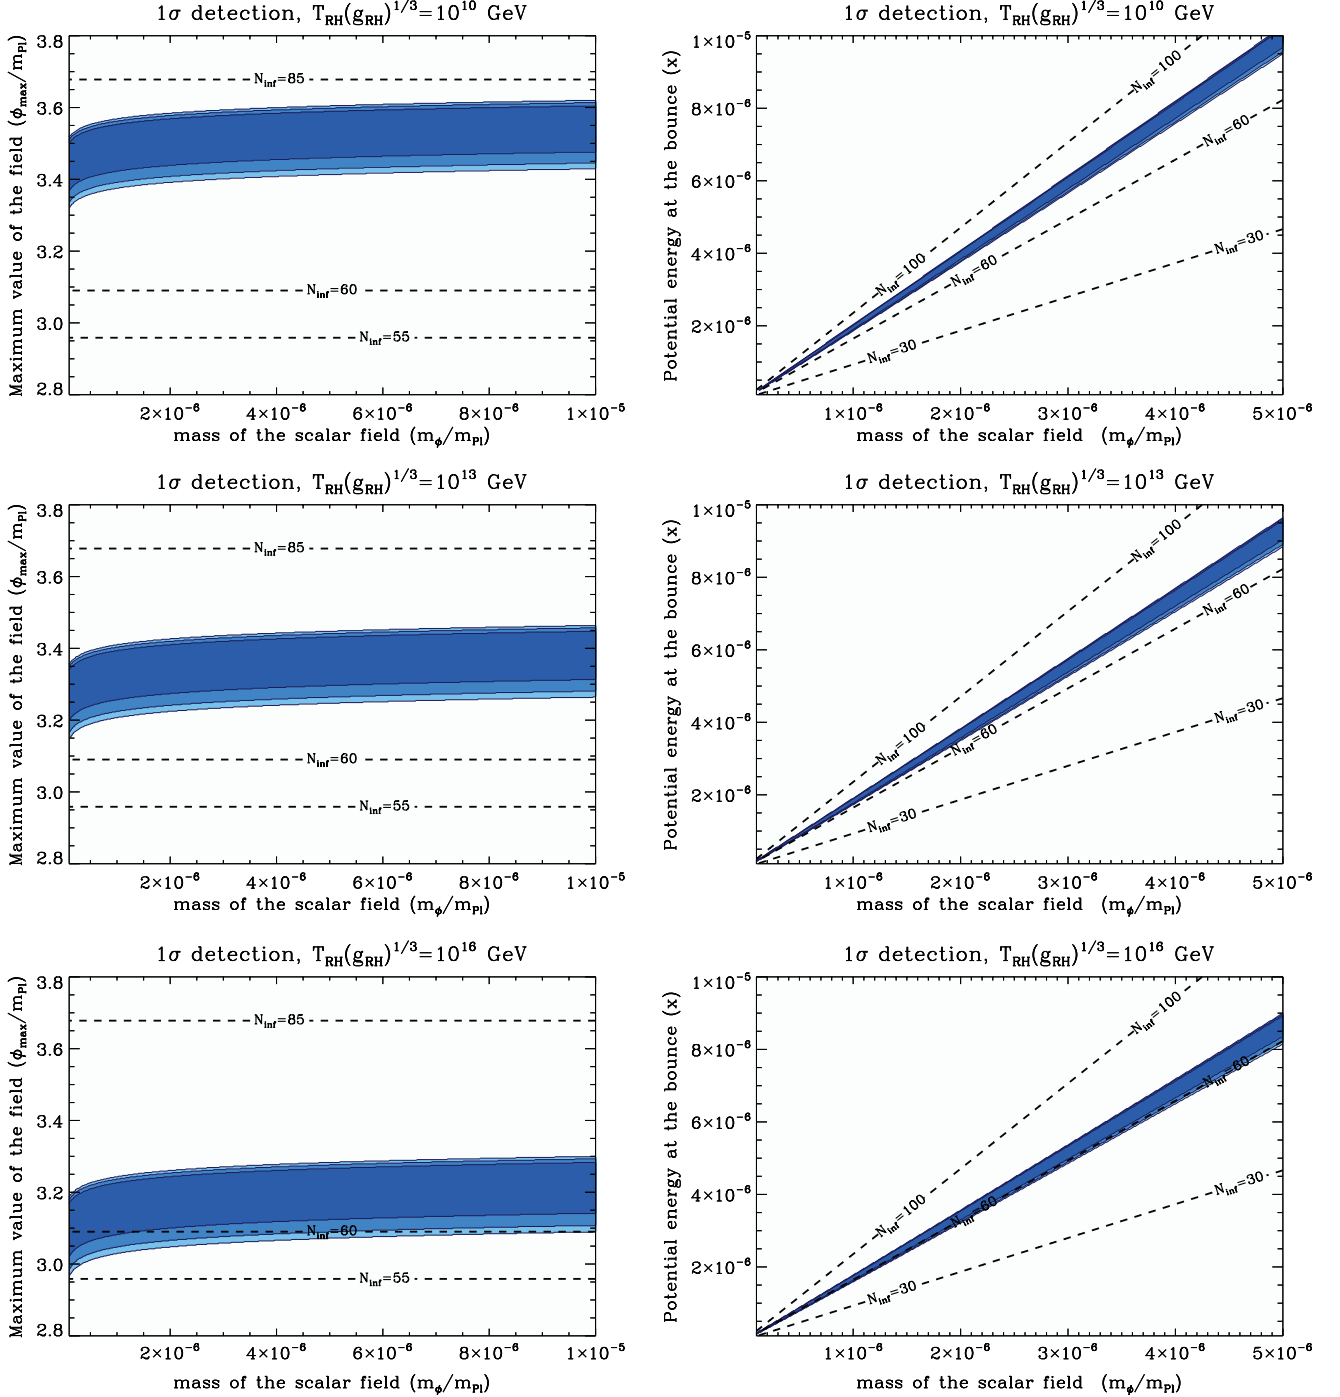 1σ detection, T_RH(g_RH)^1/3=10^10 GeV
Maximum value of the field (ϕ_max/m_Pl)
3.8
3.6
3.4
3.2
3.0
2.8
N_inf=85
N_inf=60
N_inf=55
2×10^-6
4×10^-6
6×10^-6
8×10^-6
1×10^-5
mass of the scalar field (m_ϕ/m_Pl)
1σ detection, T_RH(g_RH)^1/3=10^10 GeV
Potential energy at the bounce (x)
1×10^-5
8×10^-6
6×10^-6
4×10^-6
2×10^-6
N_inf=100
N_inf=60
N_inf=30
N_inf=100
N_inf=60
N_inf=30
1×10^-6
2×10^-6
3×10^-6
4×10^-6
5×10^-6
mass of the scalar field (m_ϕ/m_Pl)
1σ detection, T_RH(g_RH)^1/3=10^13 GeV
Maximum value of the field (ϕ_max/m_Pl)
3.8
3.6
3.4
3.2
3.0
2.8
N_inf=85
N_inf=60
N_inf=55
2×10^-6
4×10^-6
6×10^-6
8×10^-6
1×10^-5
mass of the scalar field (m_ϕ/m_Pl)
1σ detection, T_RH(g_RH)^1/3=10^13 GeV
Potential energy at the bounce (x)
1×10^-5
8×10^-6
6×10^-6
4×10^-6
2×10^-6
N_inf=100
N_inf=60
N_inf=30
N_inf=100
N_inf=60
N_inf=30
1×10^-6
2×10^-6
3×10^-6
4×10^-6
5×10^-6
mass of the scalar field (m_ϕ/m_Pl)
1σ detection, T_RH(g_RH)^1/3=10^16 GeV
Maximum value of the field (ϕ_max/m_Pl)
3.8
3.6
3.4
3.2
3.0
2.8
N_inf=85
N_inf=60
N_inf=55
2×10^-6
4×10^-6
6×10^-6
8×10^-6
1×10^-5
mass of the scalar field (m_ϕ/m_Pl)
1σ detection, T_RH(g_RH)^1/3=10^16 GeV
Potential energy at the bounce (x)
1×10^-5
8×10^-6
6×10^-6
4×10^-6
2×10^-6
N_inf=100
N_inf=60
N_inf=30
N_inf=100
N_inf=60
N_inf=30
1×10^-6
2×10^-6
3×10^-6
4×10^-6
5×10^-6
mass of the scalar field (m_ϕ/m_Pl)